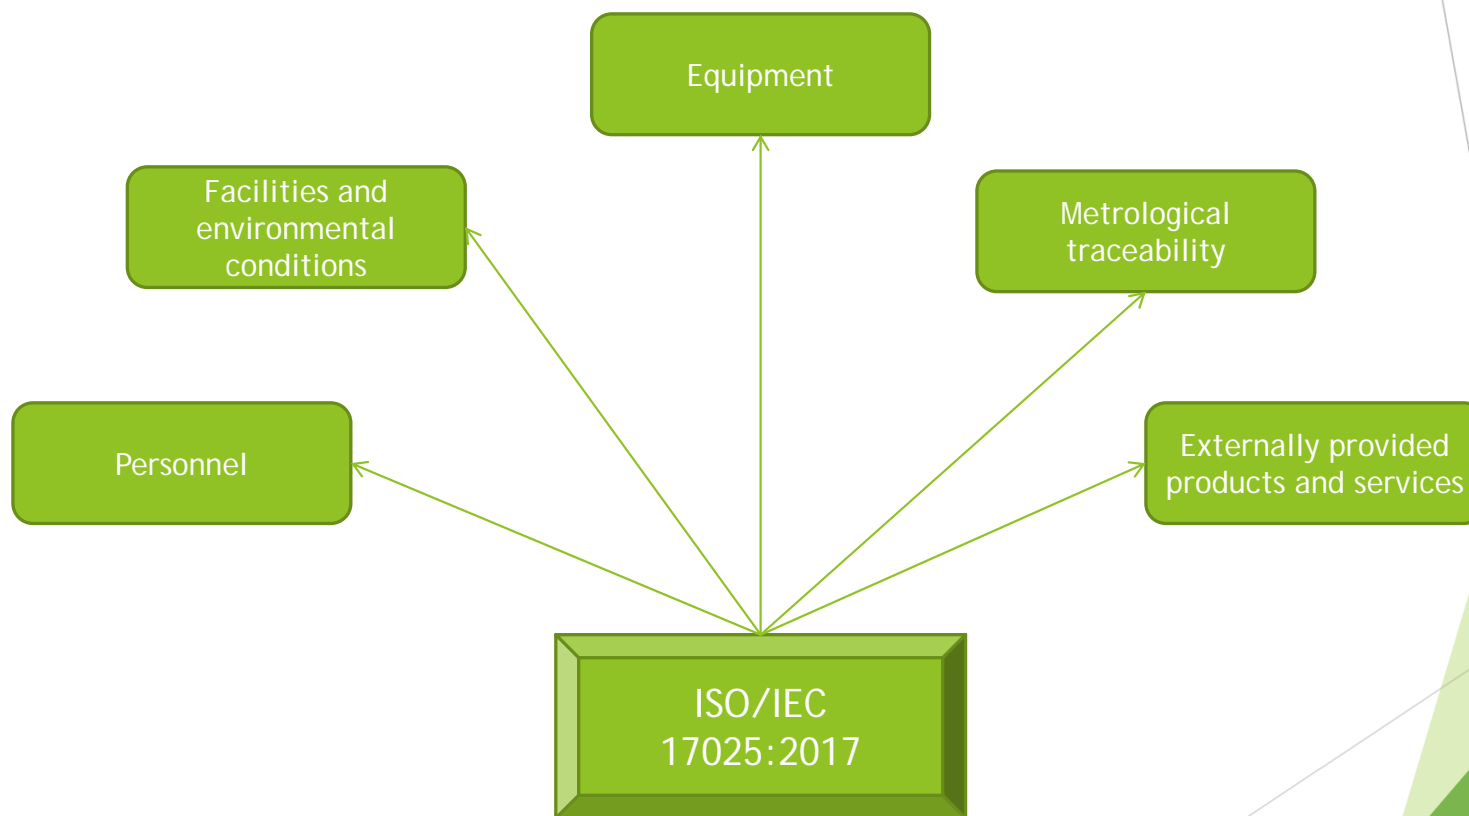 Equipment
Facilities and
environmental
conditions
Metrological
traceability
Personnel
Externally provided
products and services
ISO/IEC
17025:2017